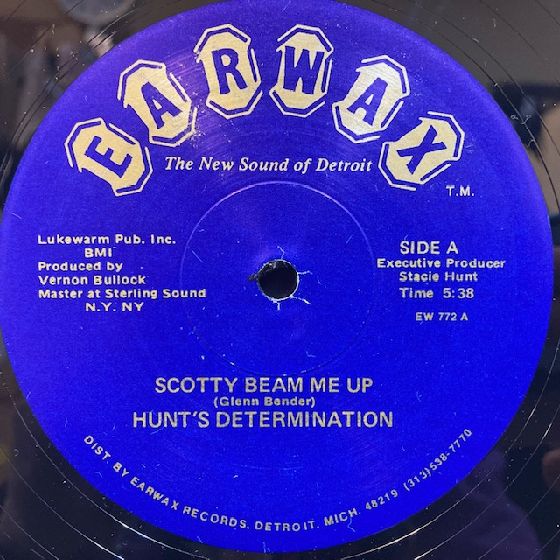 EARWAX
The New Sound of Detroit
T.M.
Lukewarm Pub. Inc.
BMI
Produced by
Vernon Bullock
Master at Sterling Sound
N.Y. NY
SIDE A
Executive Producer
Stacie Hunt
Time 5:38
EW 772 A
SCOTTY BEAM ME UP
(Glenn Bender)
HUNT'S DETERMINATION
DIST. BY EARWAX RECORDS. DETROIT. MICH. 48219 (313)538-7770